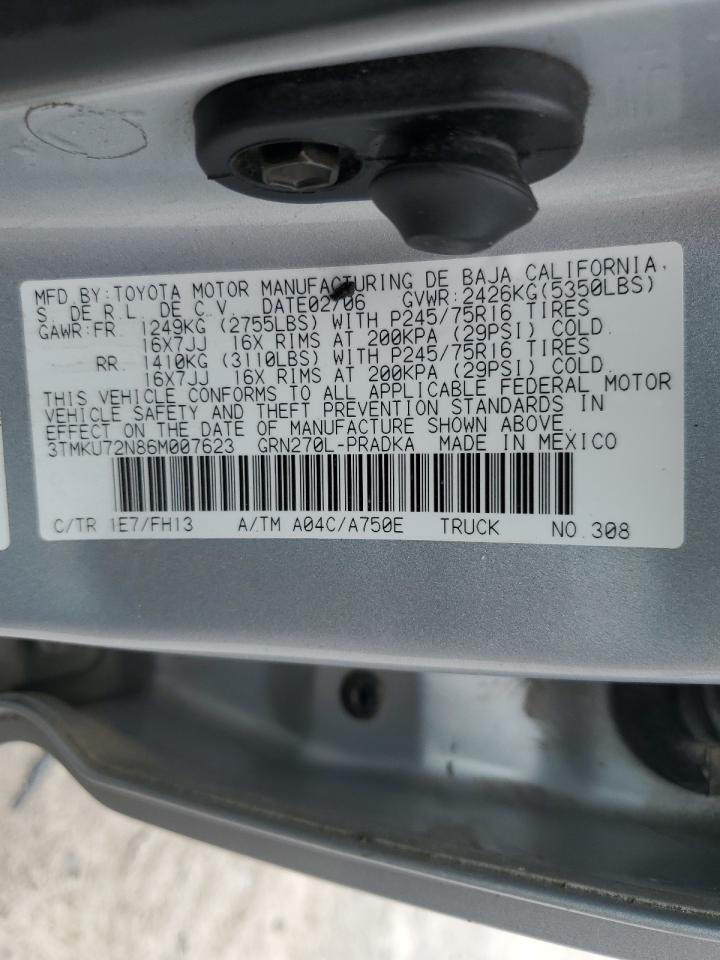 MFD.BY:TOYOTA MOTOR MANUFACTURING DE BAJA CALIFORNIA,
S. DE R.L. DE C.V. DATE02/06 GVWR:2426KG(5350LBS)
GAWR:FR. 1249KG (2755LBS) WITH P245/75R16 TIRES
16X7JJ 16X RIMS AT 200KPA (29PSI) COLD.
RR. 1410KG (3110LBS) WITH P245/75R16 TIRES
16X7JJ 16X RIMS AT 200KPA (29PSI) COLD.
THIS VEHICLE CONFORMS TO ALL APPLICABLE FEDERAL MOTOR
VEHICLE SAFETY AND THEFT PREVENTION STANDARDS IN
EFFECT ON THE DATE OF MANUFACTURE SHOWN ABOVE.
3TMKU72N86M007623 GRN270L-PRADKA MADE IN MEXICO
C/TR 1E7/FH13 A/TM A04C/A750E TRUCK NO.308